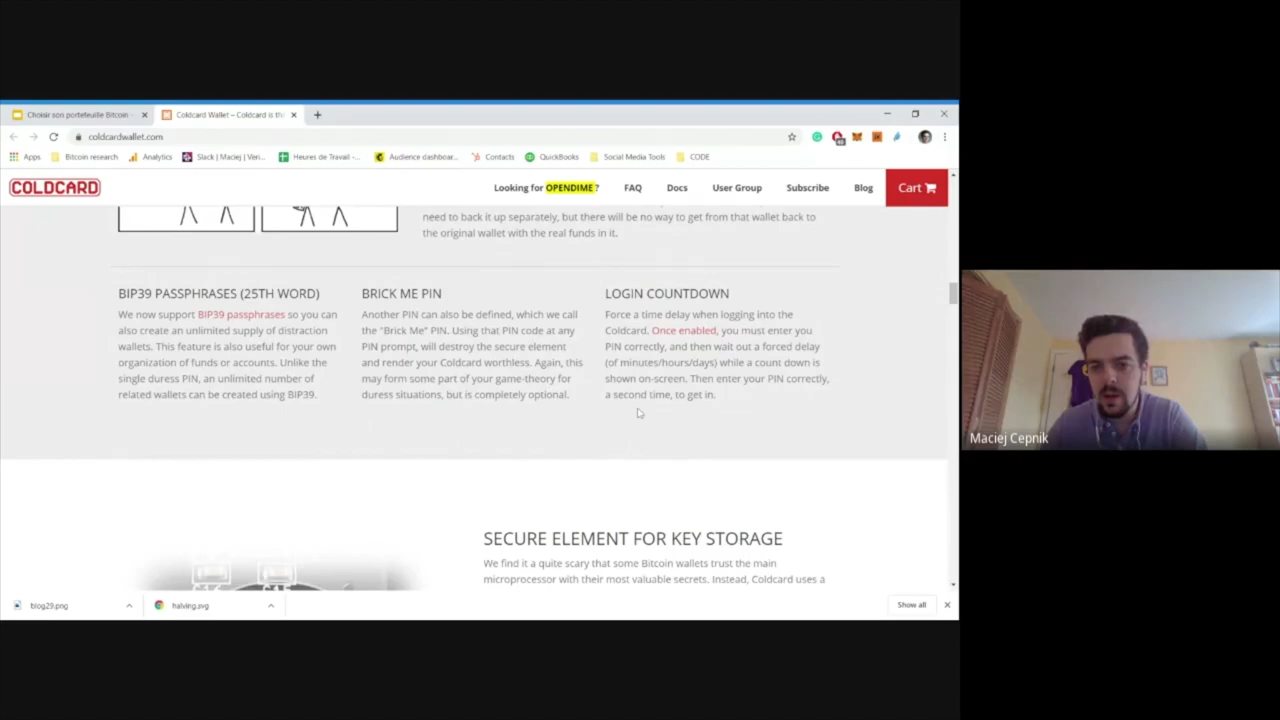 Choisir son portefeuille Bitcoin -
Coldcard Wallet – Coldcard is th
coldcardwallet.com
Apps
Bitcoin research
Analytics
Slack | Maciej | Ven...
Heures de Travail -...
Audience dashboar...
Contacts
QuickBooks
Social Media Tools
CODE
COLDCARD
Looking for OPENDIME ?
FAQ
Docs
User Group
Subscribe
Blog
Cart
need to back it up separately, but there will be no way to get from that wallet back to
the original wallet with the real funds in it.
BIP39 PASSPHRASES (25TH WORD)
We now support BIP39 passphrases so you can
also create an unlimited supply of distraction
wallets. This feature is also useful for your own
organization of funds or accounts. Unlike the
single duress PIN, an unlimited number of
related wallets can be created using BIP39.
BRICK ME PIN
Another PIN can also be defined, which we call
the "Brick Me" PIN. Using that PIN code at any
PIN prompt, will destroy the secure element
and render your Coldcard worthless. Again, this
may form some part of your game-theory for
duress situations, but is completely optional.
LOGIN COUNTDOWN
Force a time delay when logging into the
Coldcard. Once enabled, you must enter you
PIN correctly, and then wait out a forced delay
(of minutes/hours/days) while a count down is
shown on-screen. Then enter your PIN correctly,
a second time, to get in.
SECURE ELEMENT FOR KEY STORAGE
We find it a quite scary that some Bitcoin wallets trust the main
microprocessor with their most valuable secrets. Instead, Coldcard uses a
blog29.png
halving.svg
Show all
Maciej Cepnik